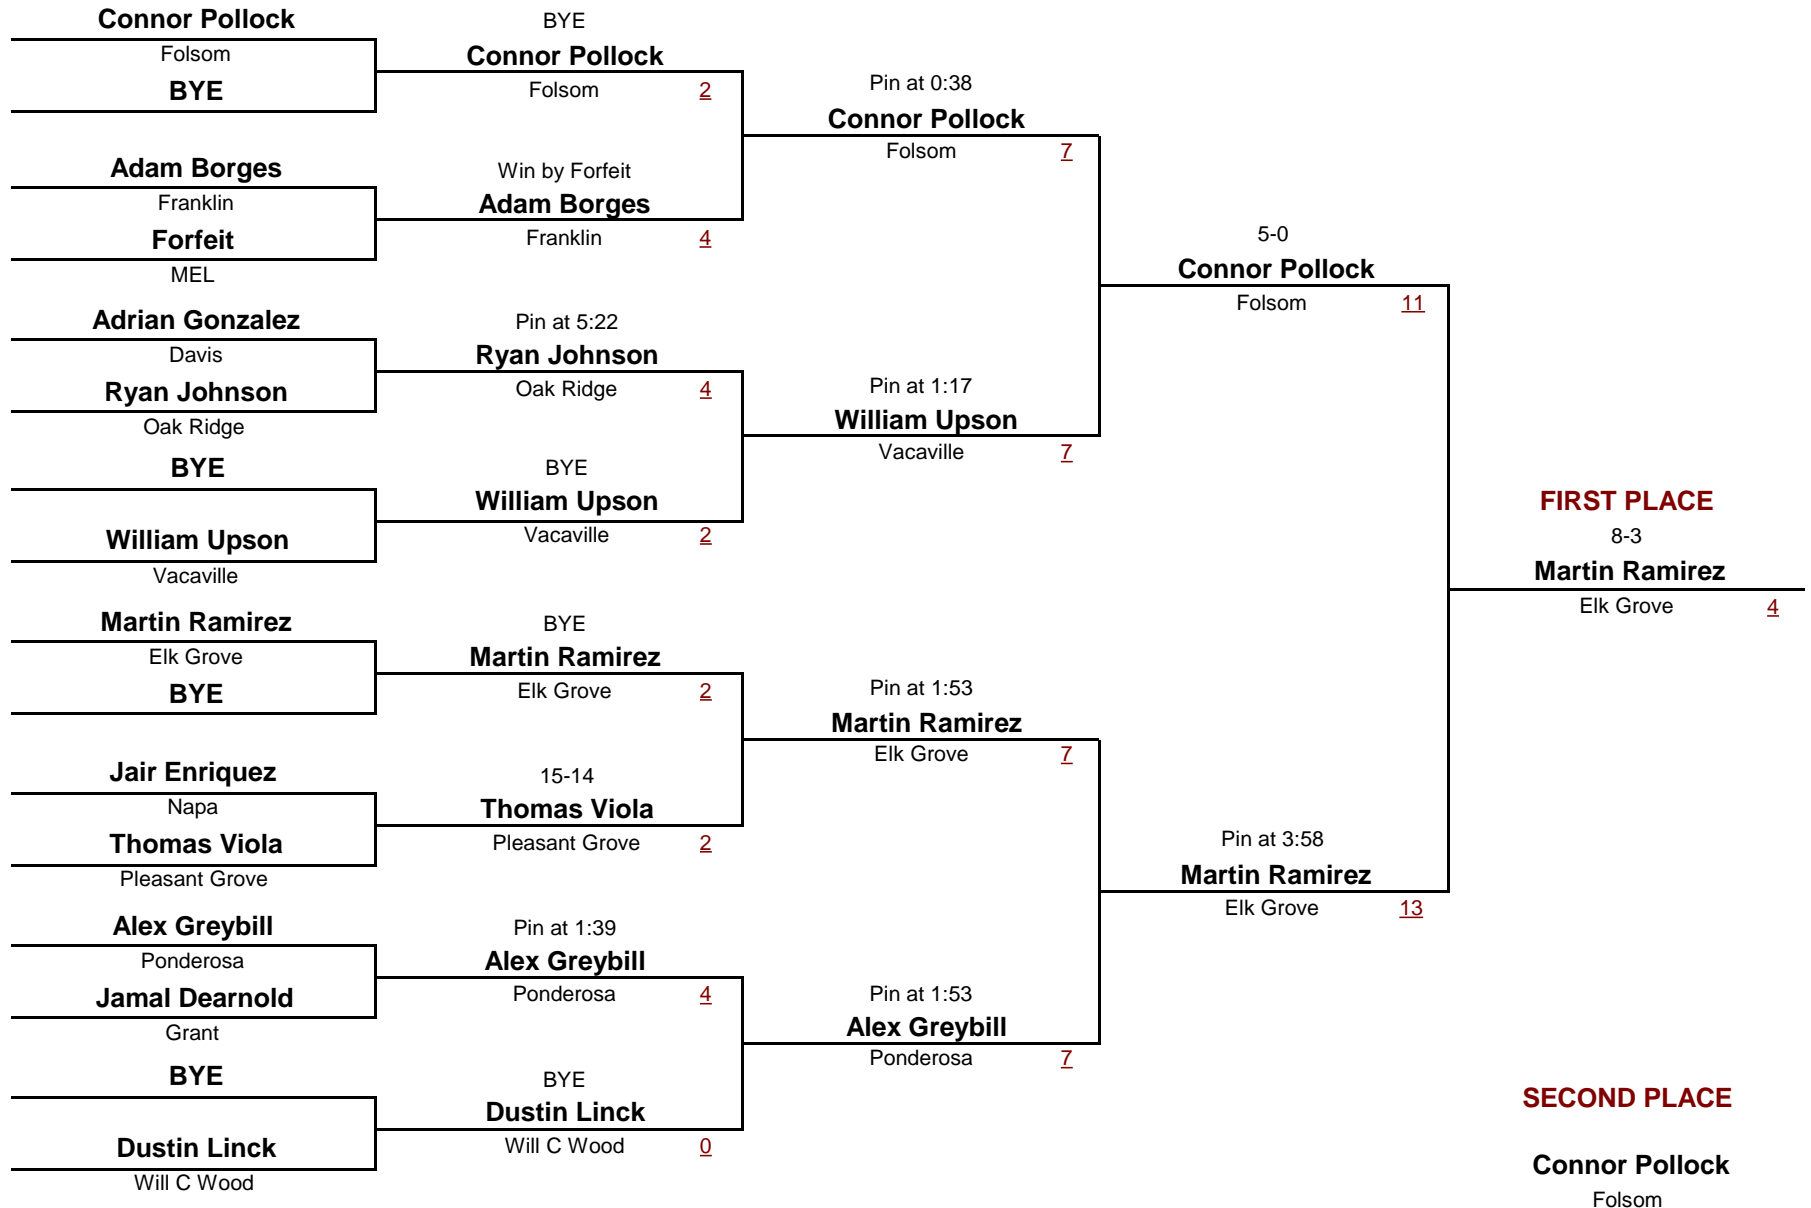 Connor Pollock
Folsom
BYE
Adam Borges
Franklin
Forfeit
MEL
Adrian Gonzalez
Davis
Ryan Johnson
Oak Ridge
BYE
William Upson
Vacaville
Martin Ramirez
Elk Grove
BYE
Jair Enriquez
Napa
Thomas Viola
Pleasant Grove
Alex Greybill
Ponderosa
Jamal Dearnold
Grant
BYE
Dustin Linck
Will C Wood
BYE
Connor Pollock
Folsom 2
Win by Forfeit
Adam Borges
Franklin 4
Pin at 5:22
Ryan Johnson
Oak Ridge 4
BYE
William Upson
Vacaville 2
BYE
Martin Ramirez
Elk Grove 2
15-14
Thomas Viola
Pleasant Grove 2
Pin at 1:39
Alex Greybill
Ponderosa 4
BYE
Dustin Linck
Will C Wood 0
Pin at 0:38
Connor Pollock
Folsom 7
Pin at 1:17
William Upson
Vacaville 7
Pin at 1:53
Martin Ramirez
Elk Grove 7
Pin at 1:53
Alex Greybill
Ponderosa 7
5-0
Connor Pollock
Folsom 11
Pin at 3:58
Martin Ramirez
Elk Grove 13
FIRST PLACE
8-3
Martin Ramirez
Elk Grove 4
SECOND PLACE
Connor Pollock
Folsom